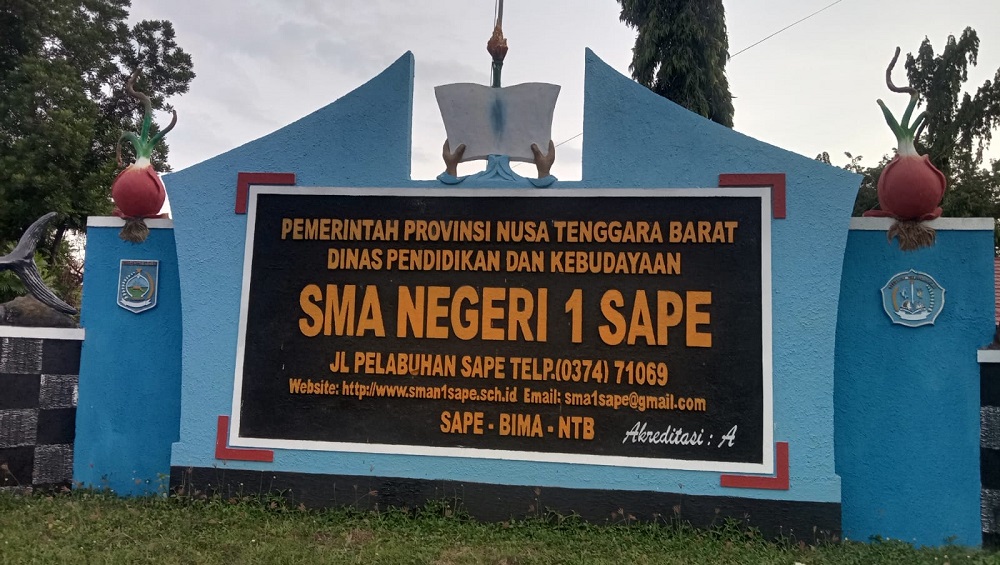 PEMERINTAH PROVINSI NUSA TENGGARA BARAT
DINAS PENDIDIKAN DAN KEBUDAYAAN
SMA NEGERI 1 SAPE
JL PELABUHAN SAPE TELP.(0374) 71069
Website: http://www.sman1sape.sch.id Email: sma1sape@gmail.com
SAPE - BIMA - NTB
Akreditasi : A